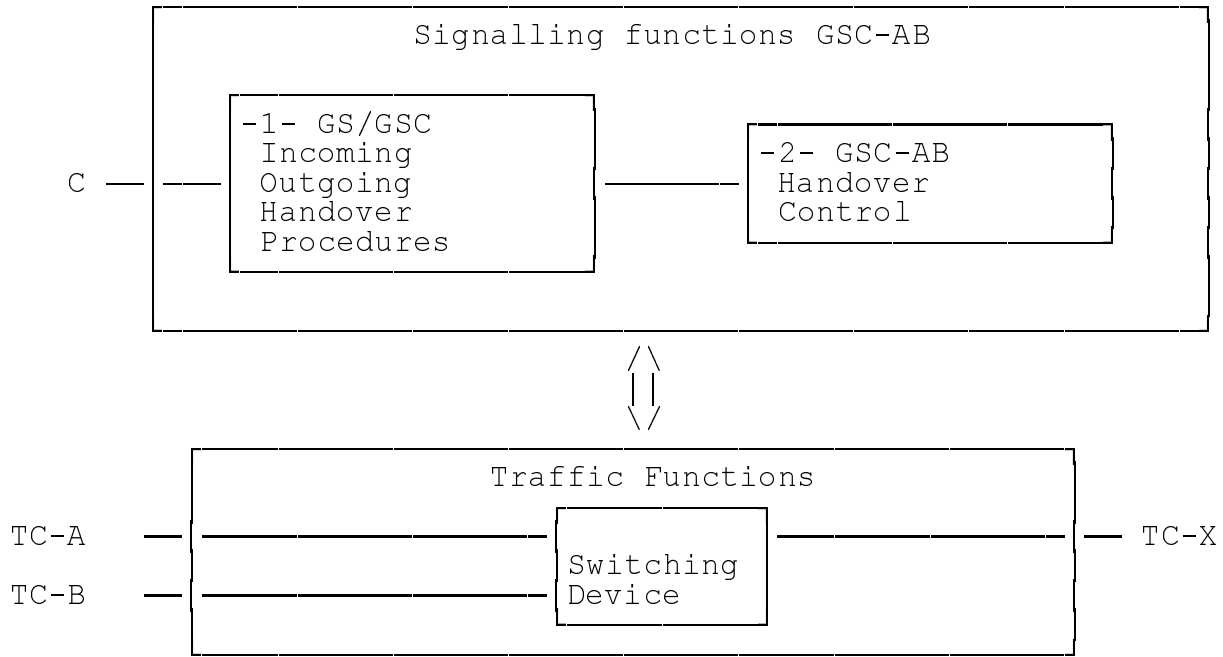 Signalling functions GSC-AB
-1- GS/GSC
Incoming
Outgoing
Handover
Procedures
-2- GSC-AB
Handover
Control
C
Traffic Functions
TC-A
TC-X
Switching
Device
TC-B